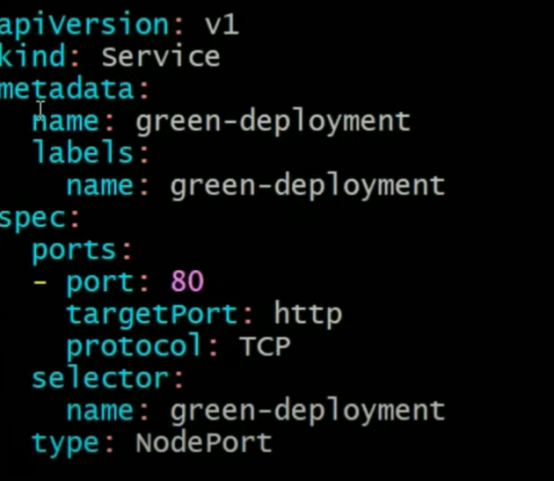 apiVersion: v1
kind: Service
metadata:
  name: green-deployment
  labels:
    name: green-deployment
spec:
  ports:
  - port: 80
    targetPort: http
    protocol: TCP
  selector:
    name: green-deployment
  type: NodePort